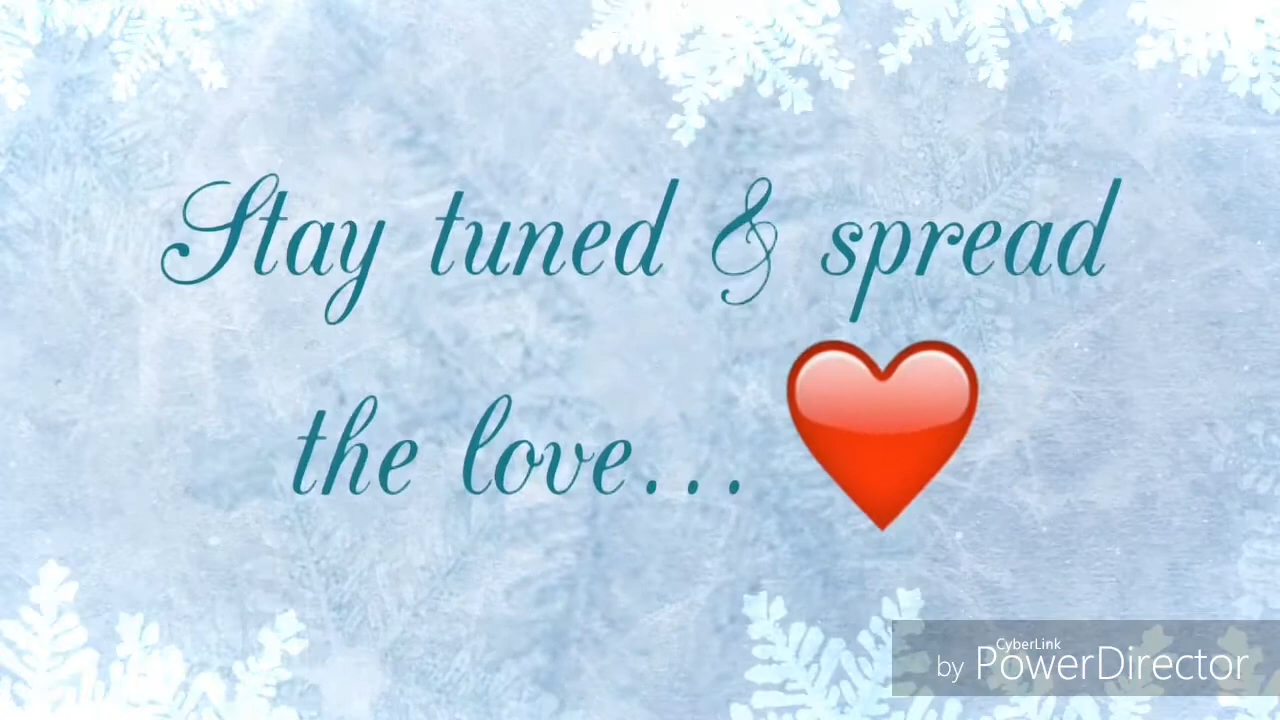 Stay tuned & spread
the love... ❤
CyberLink
by PowerDirector